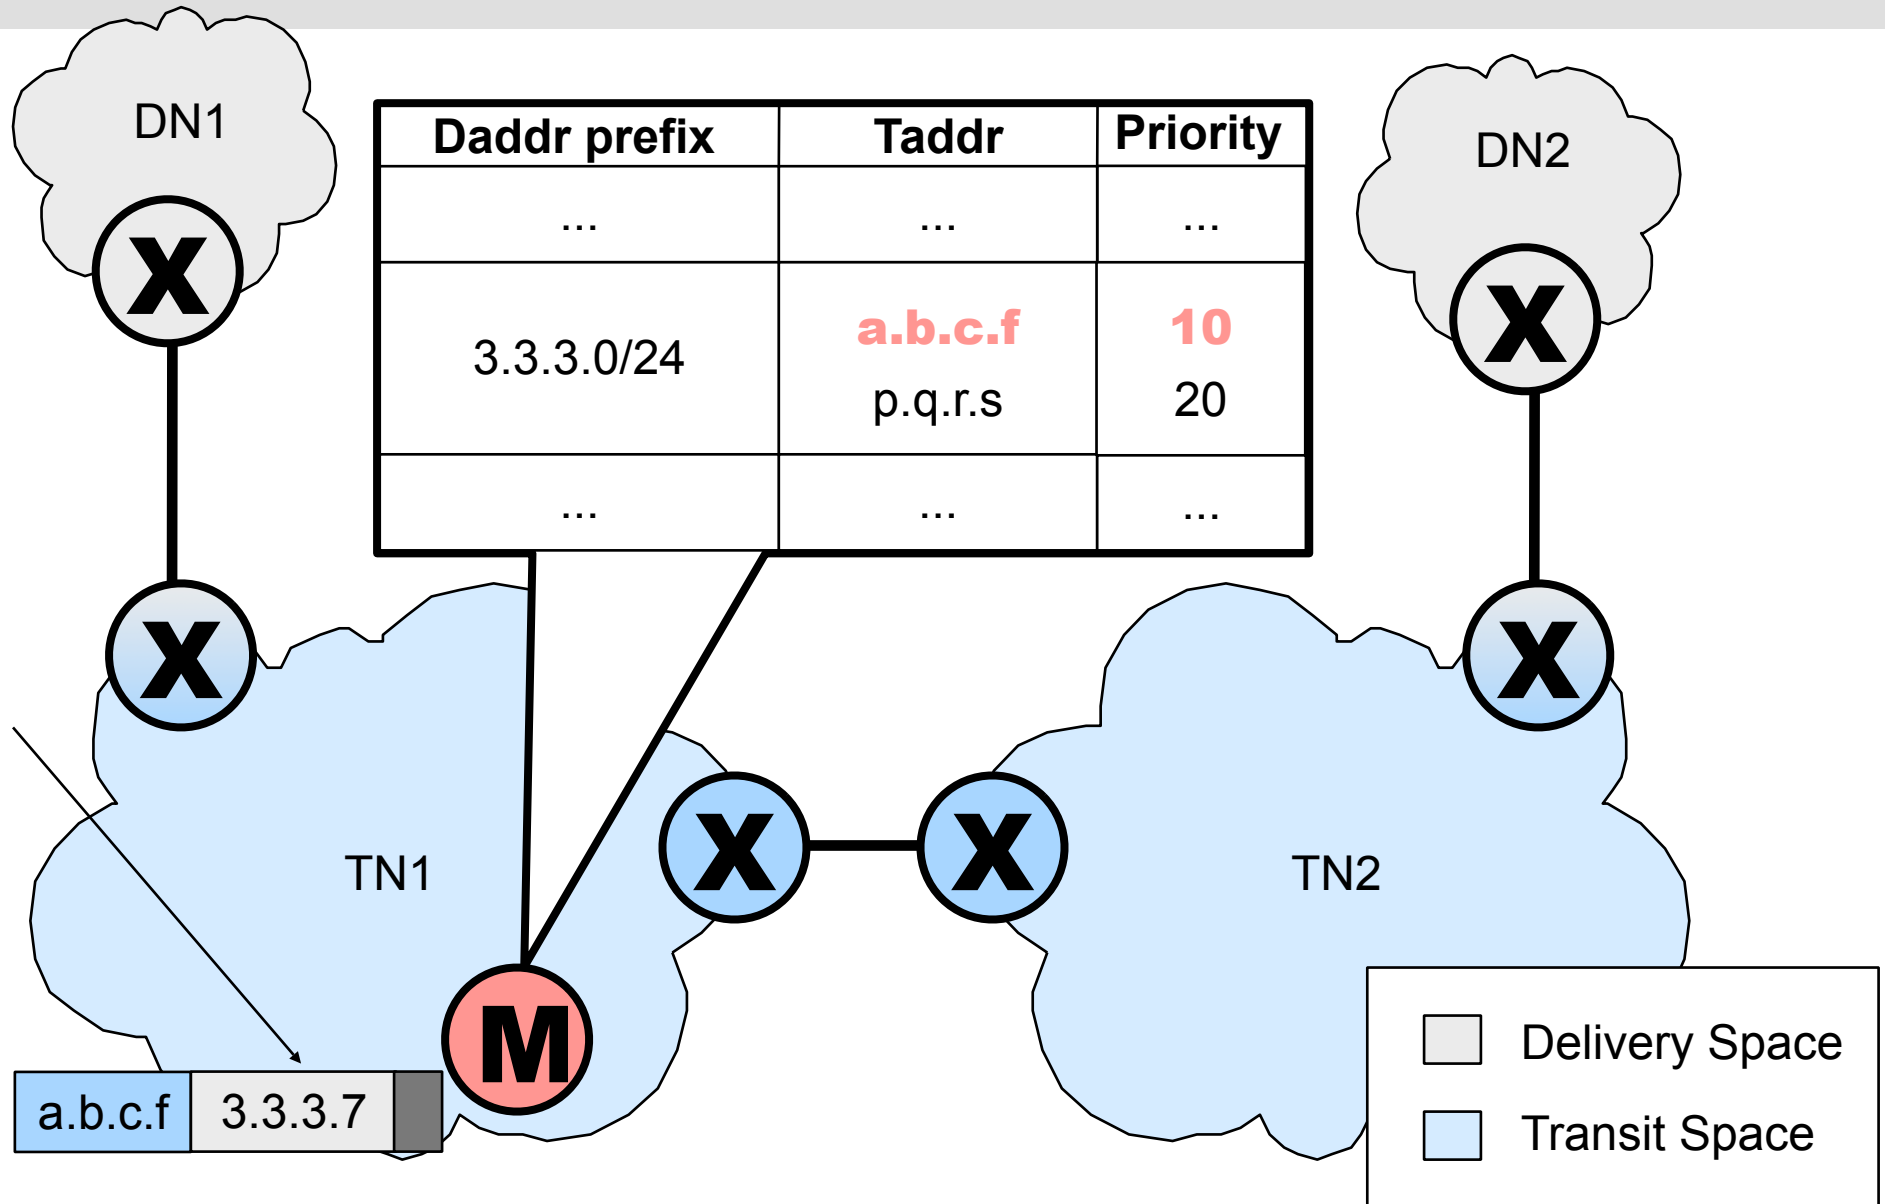 DN1
DN2
Daddr prefix Taddr Priority
... ... ...
3.3.3.0/24
a.b.c.f 10
p.q.r.s 20
... ... ...
X
X
X
X
X
X
TN1
TN2
M
a.b.c.f 3.3.3.7
Delivery Space
Transit Space